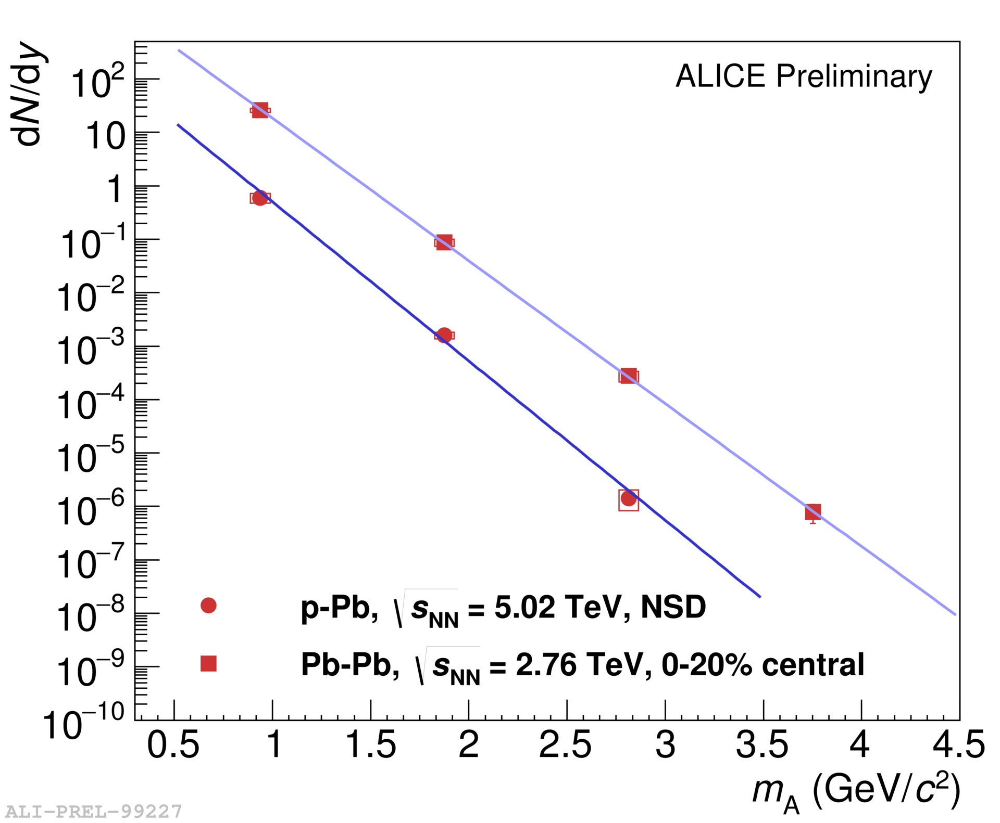 dN/dy
ALICE Preliminary
10²
10
1
10⁻¹
10⁻²
10⁻³
10⁻⁴
10⁻⁵
10⁻⁶
10⁻⁷
10⁻⁸
10⁻⁹
10⁻¹⁰
p-Pb, √sNN = 5.02 TeV, NSD
Pb-Pb, √sNN = 2.76 TeV, 0-20% central
0.5 1 1.5 2 2.5 3 3.5 4 4.5
mA (GeV/c²)
ALI-PREL-99227